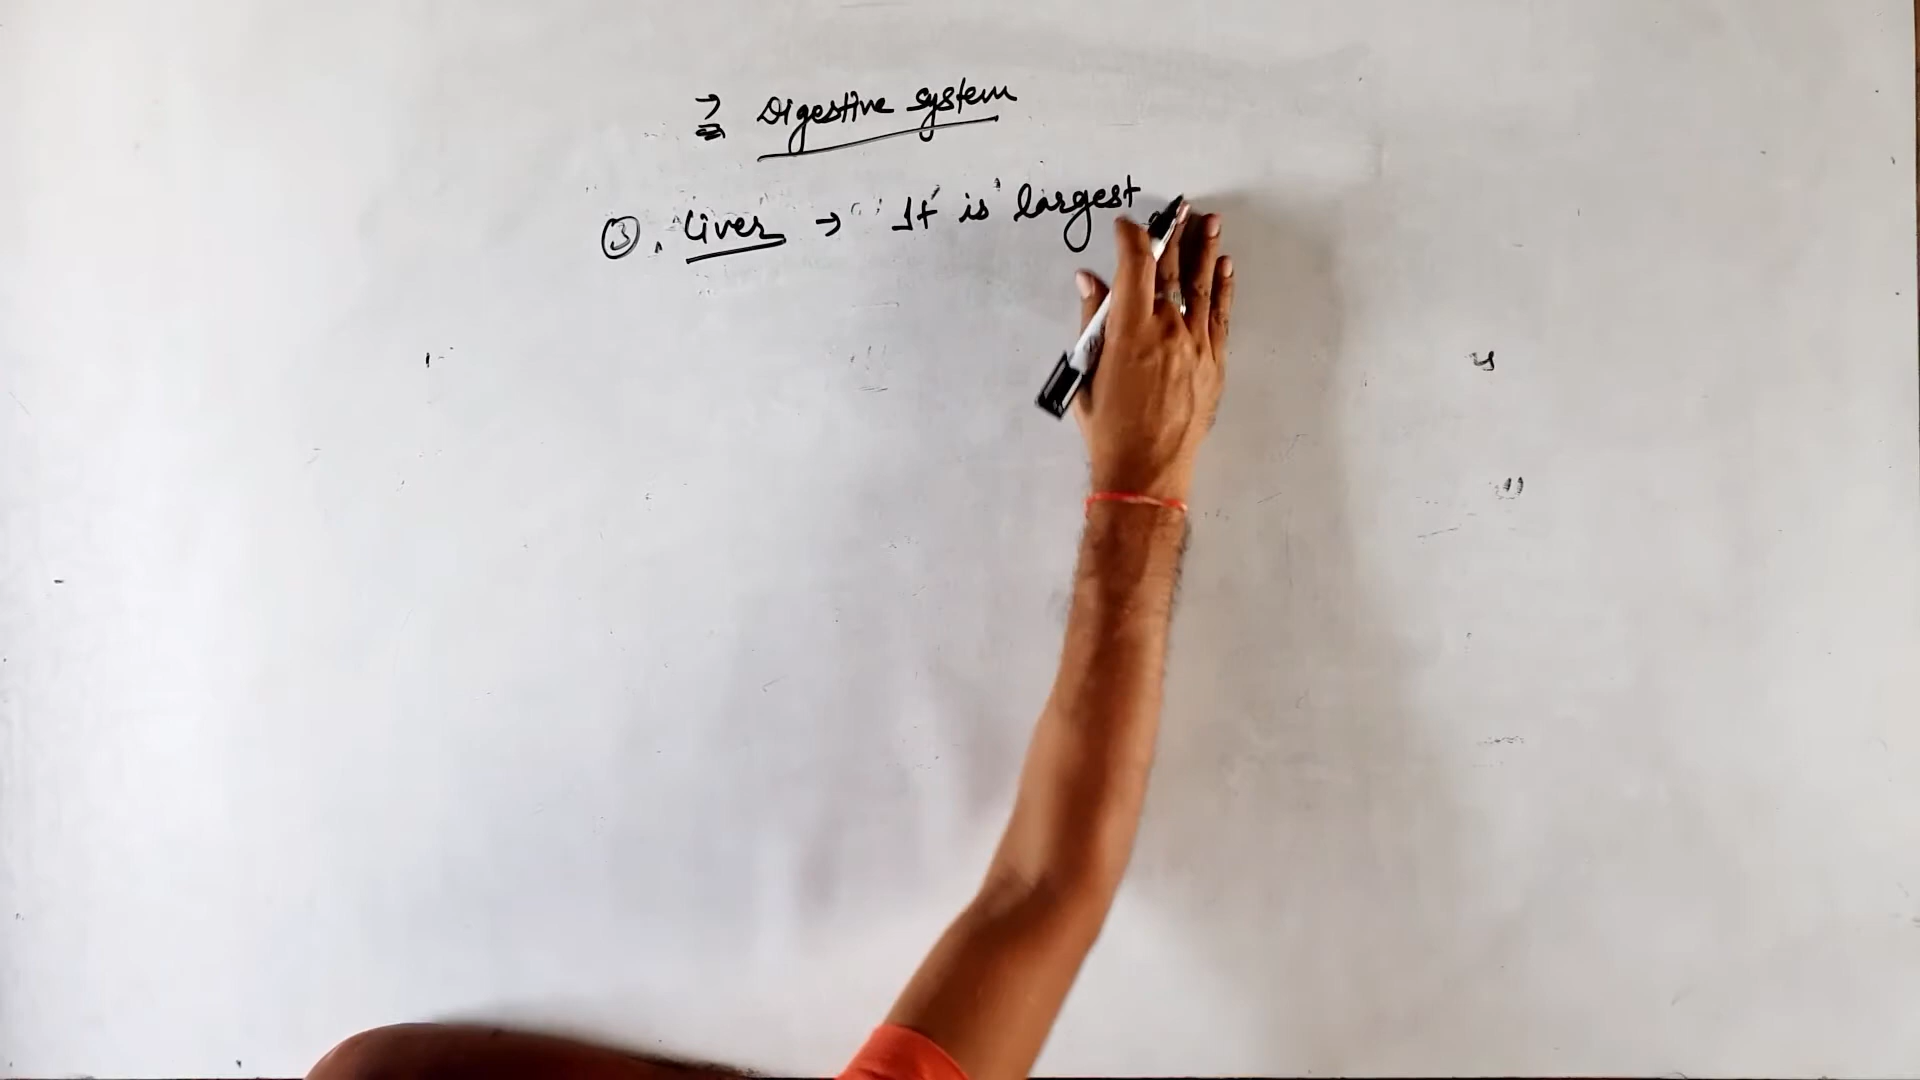 → Digestive system
③. Liver → It is largest